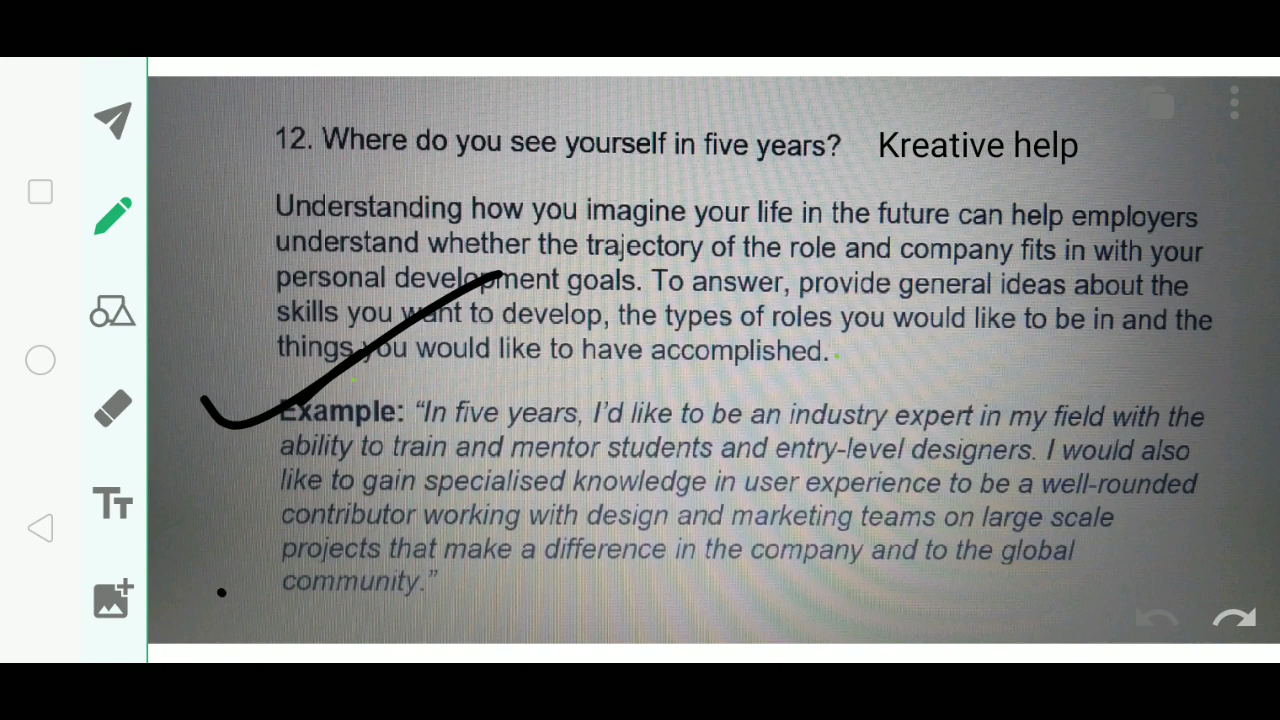 12. Where do you see yourself in five years? Kreative help
Understanding how you imagine your life in the future can help employers
understand whether the trajectory of the role and company fits in with your
personal development goals. To answer, provide general ideas about the
skills you want to develop, the types of roles you would like to be in and the
things you would like to have accomplished.
Example: “In five years, I’d like to be an industry expert in my field with the
ability to train and mentor students and entry-level designers. I would also
like to gain specialised knowledge in user experience to be a well-rounded
contributor working with design and marketing teams on large scale
projects that make a difference in the company and to the global
community.”
TT